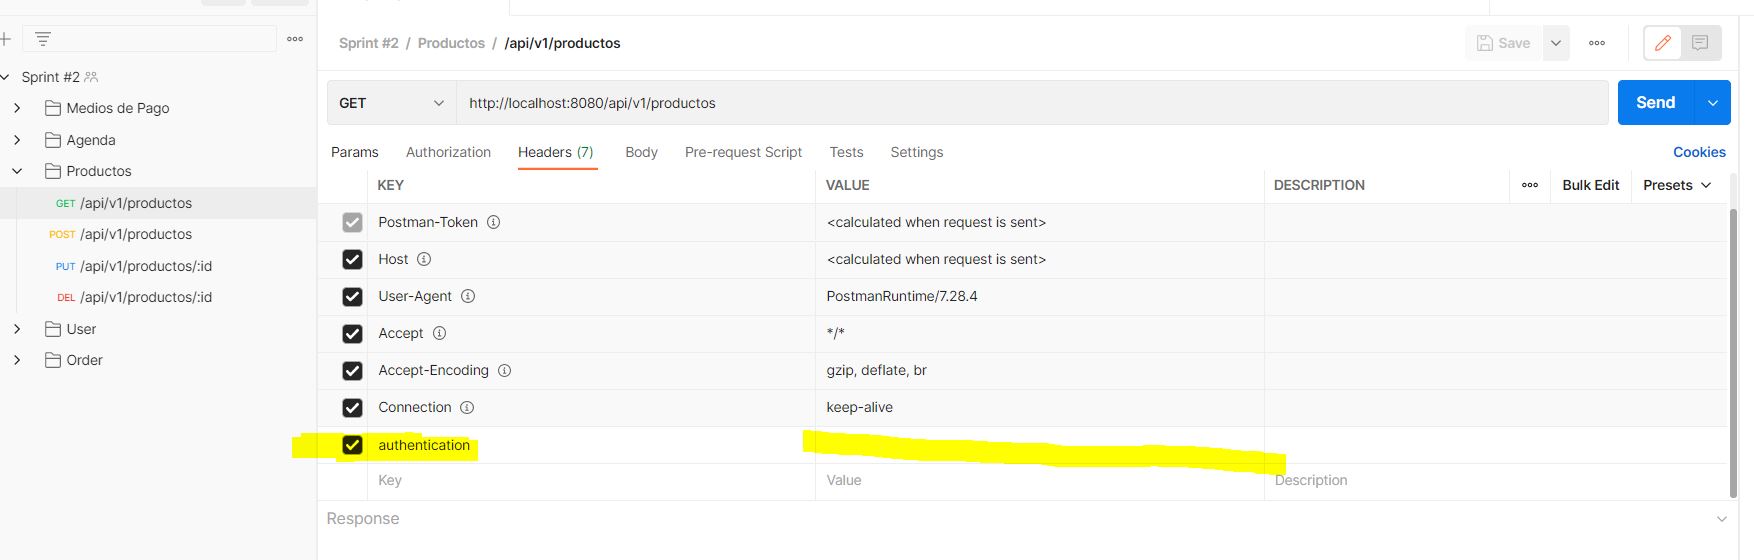 Sprint #2 / Productos / /api/v1/productos
Save
Sprint #2
Medios de Pago
Agenda
Productos
GET /api/v1/productos
POST /api/v1/productos
PUT /api/v1/productos/:id
DEL /api/v1/productos/:id
User
Order
GET http://localhost:8080/api/v1/productos
Send
Params Authorization Headers (7) Body Pre-request Script Tests Settings Cookies
KEY VALUE DESCRIPTION Bulk Edit Presets
Postman-Token <calculated when request is sent>
Host <calculated when request is sent>
User-Agent PostmanRuntime/7.28.4
Accept */*
Accept-Encoding gzip, deflate, br
Connection keep-alive
authentication
Key Value Description
Response